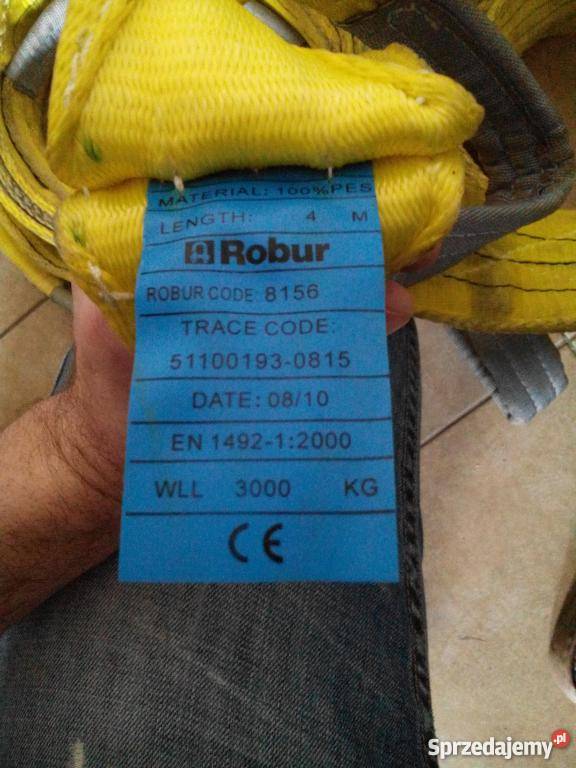 MATERIAL: 100%PES
LENGTH: 4 M
Robur
ROBUR CODE: 8156
TRACE CODE:
51100193-0815
DATE: 08/10
EN 1492-1:2000
WLL 3000 KG
CE
Sprzedajemy.pl